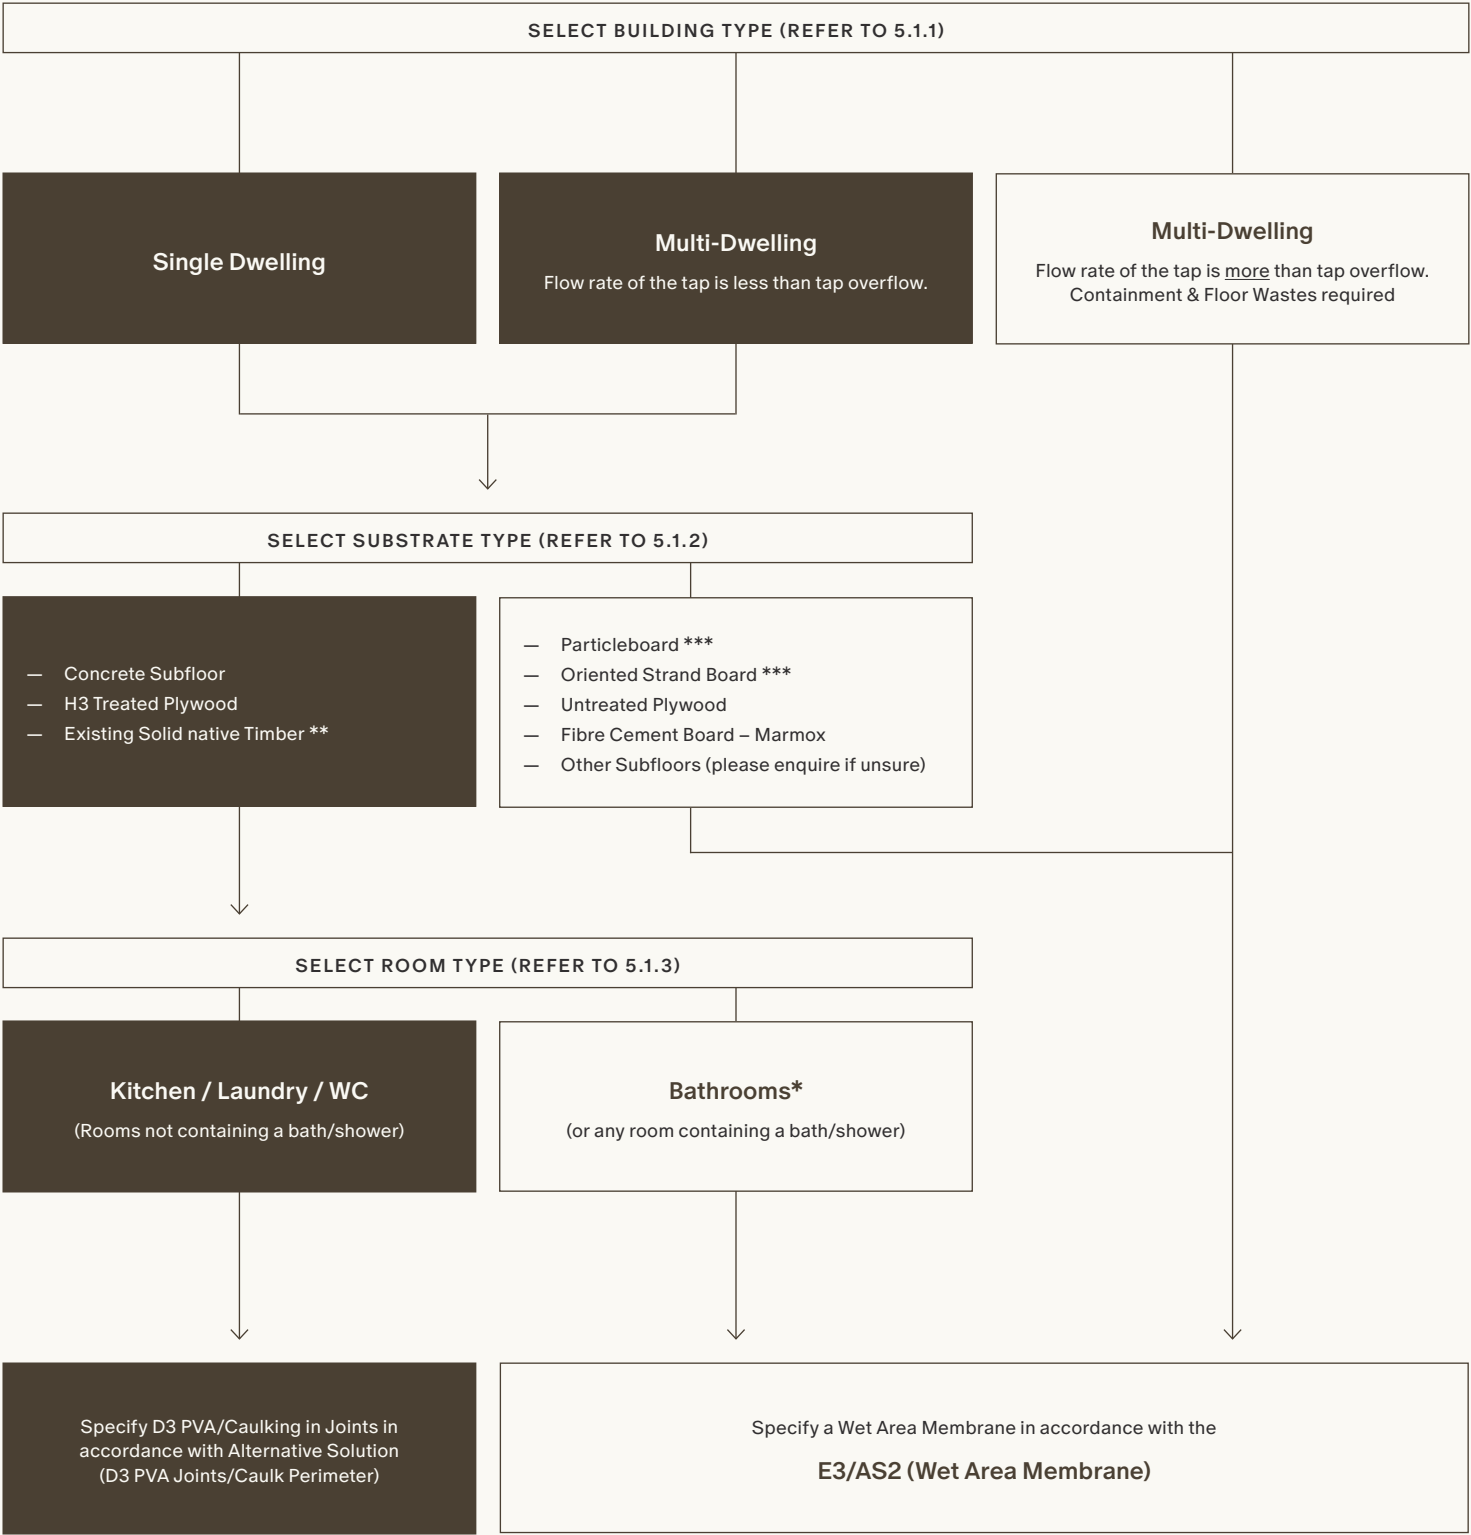 SELECT BUILDING TYPE (REFER TO 5.1.1)
Single Dwelling
Multi-Dwelling
Flow rate of the tap is less than tap overflow.
Multi-Dwelling
Flow rate of the tap is more than tap overflow.
Containment & Floor Wastes required
SELECT SUBSTRATE TYPE (REFER TO 5.1.2)
— Concrete Subfloor
— H3 Treated Plywood
— Existing Solid native Timber **
— Particleboard ***
— Oriented Strand Board ***
— Untreated Plywood
— Fibre Cement Board – Marmox
— Other Subfloors (please enquire if unsure)
SELECT ROOM TYPE (REFER TO 5.1.3)
Kitchen / Laundry / WC
(Rooms not containing a bath/shower)
Bathrooms*
(or any room containing a bath/shower)
Specify D3 PVA/Caulking in Joints in
accordance with Alternative Solution
(D3 PVA Joints/Caulk Perimeter)
Specify a Wet Area Membrane in accordance with the
E3/AS2 (Wet Area Membrane)